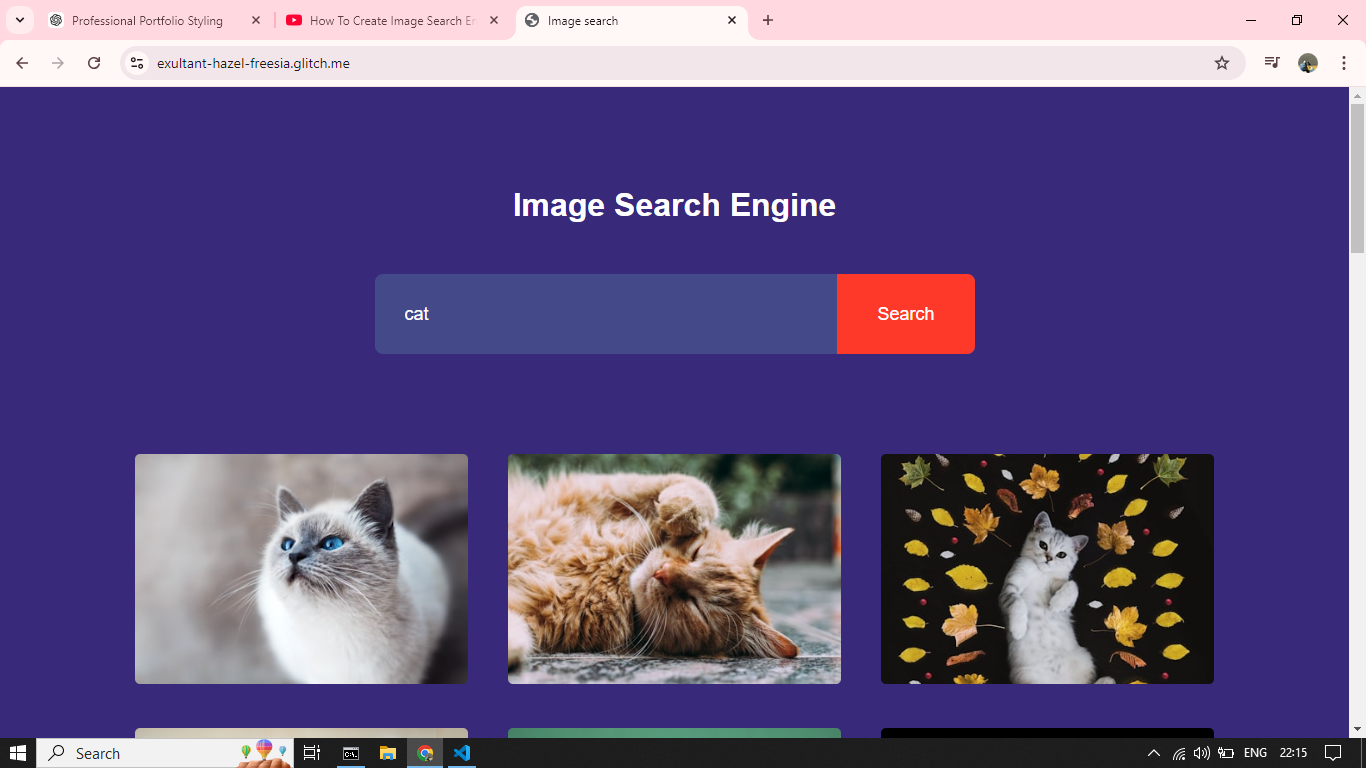 Professional Portfolio Styling
How To Create Image Search En
Image search
exultant-hazel-freesia.glitch.me
Image Search Engine
cat
Search
Search
ENG
22:15